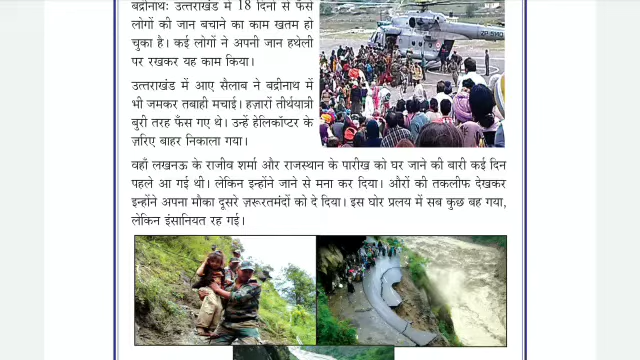 बद्रीनाथः उत्तराखंड में 18 दिनों से फँसे
लोगों की जान बचाने का काम खतम हो
चुका है। कई लोगों ने अपनी जान हथेली
पर रखकर यह काम किया।
उत्तराखंड में आए सैलाब ने बद्रीनाथ में
भी जमकर तबाही मचाई। हज़ारों तीर्थयात्री
बुरी तरह फँस गए थे। उन्हें हेलिकॉप्टर के
ज़रिए बाहर निकाला गया।
वहाँ लखनऊ के राजीव शर्मा और राजस्थान के पारीख को घर जाने की बारी कई दिन
पहले आ गई थी। लेकिन इन्होंने जाने से मना कर दिया। औरों की तकलीफ देखकर
इन्होंने अपना मौका दूसरे ज़रूरतमंदों को दे दिया। इस घोर प्रलय में सब कुछ बह गया,
लेकिन इंसानियत रह गई।